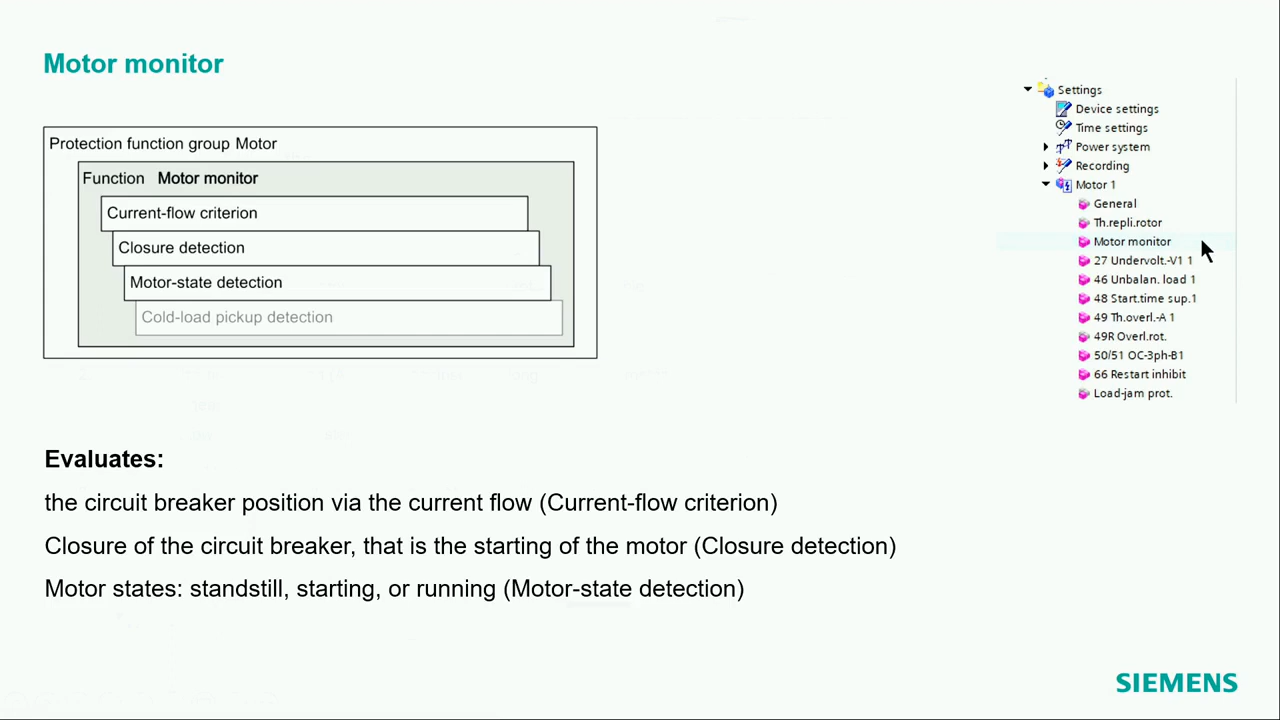 Motor monitor
Protection function group Motor
Function Motor monitor
Current-flow criterion
Closure detection
Motor-state detection
Cold-load pickup detection
Settings
Device settings
Time settings
Power system
Recording
Motor 1
General
Th.repli.rotor
Motor monitor
27 Undervolt.-V1 1
46 Unbalan. load 1
48 Start.time sup.1
49 Th.overl.-A 1
49R Overl.rot.
50/51 OC-3ph-B1
66 Restart inhibit
Load-jam prot.
Evaluates:
the circuit breaker position via the current flow (Current-flow criterion)
Closure of the circuit breaker, that is the starting of the motor (Closure detection)
Motor states: standstill, starting, or running (Motor-state detection)
SIEMENS